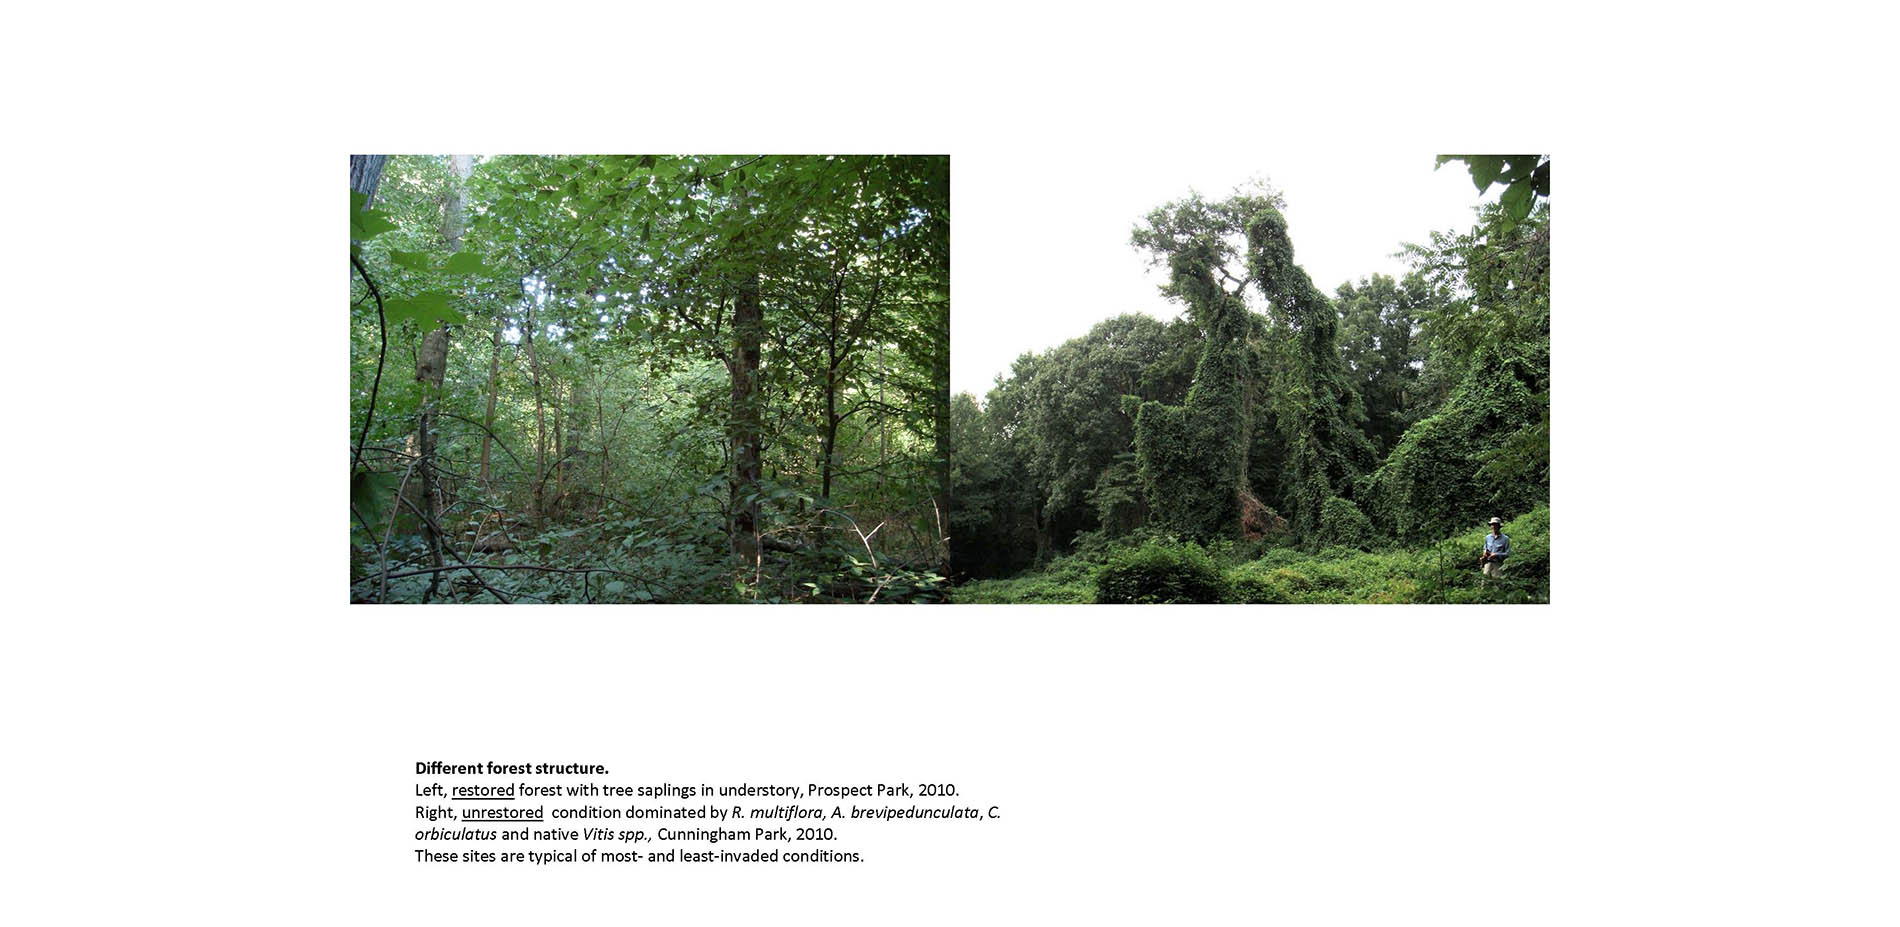 Different forest structure.
Left, restored forest with tree saplings in understory, Prospect Park, 2010.
Right, unrestored condition dominated by R. multiflora, A. brevipedunculata, C.
orbiculatus and native Vitis spp., Cunningham Park, 2010.
These sites are typical of most- and least-invaded conditions.